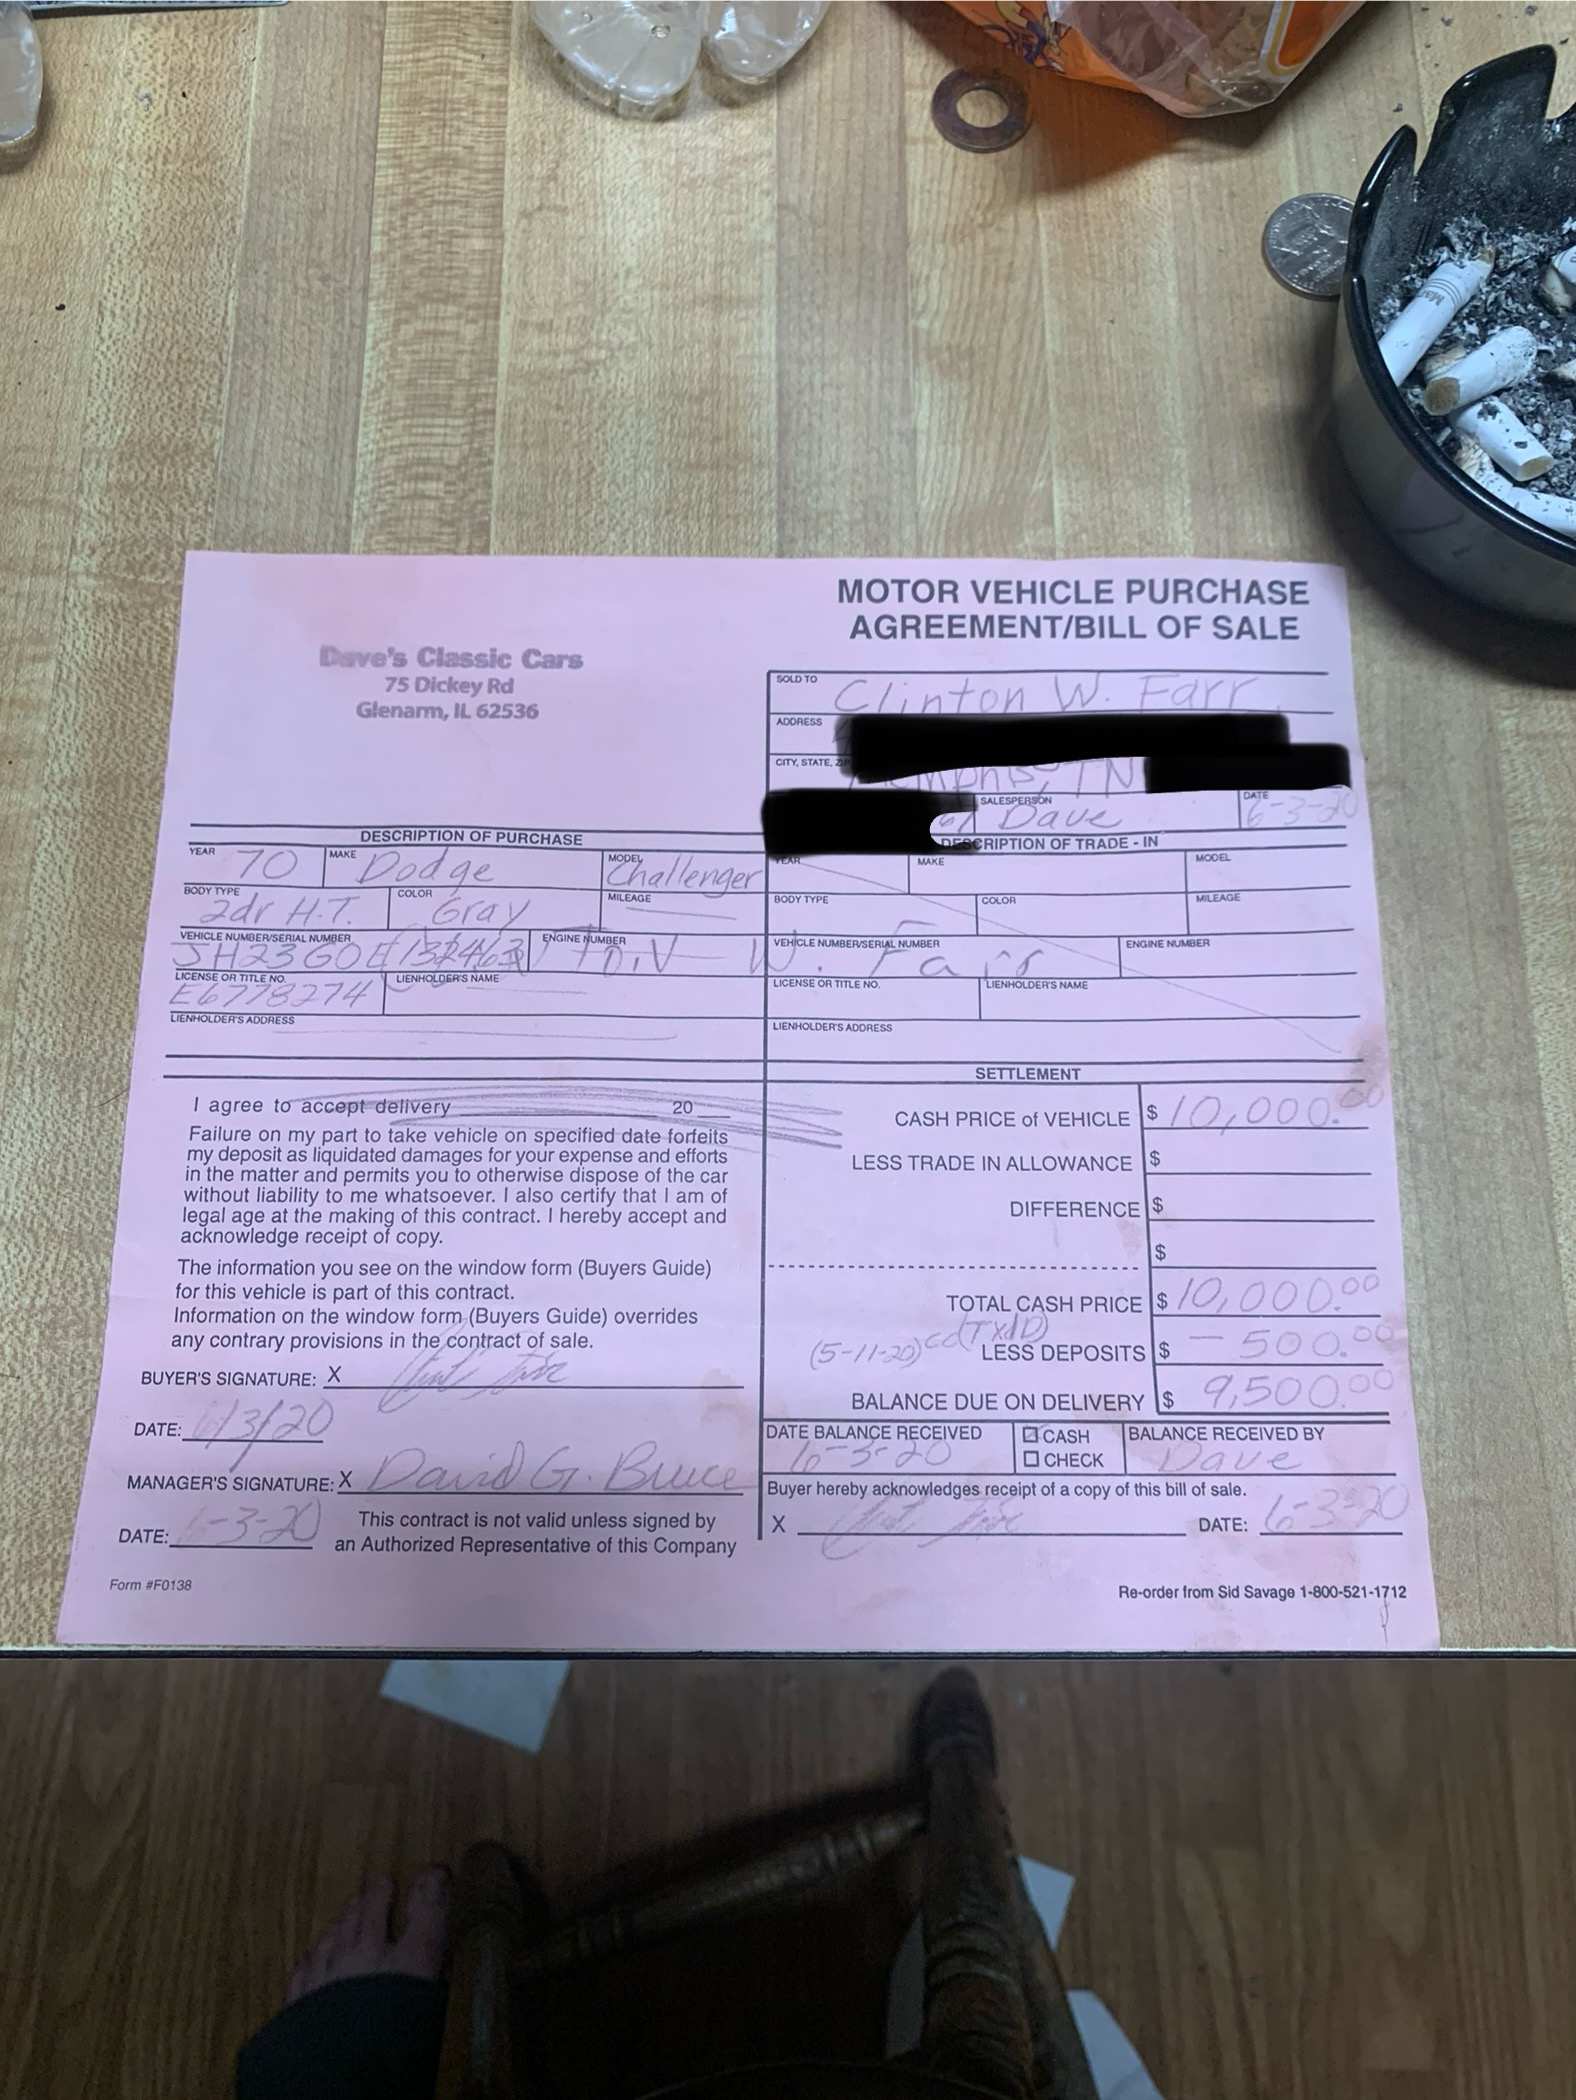 MOTOR VEHICLE PURCHASE
AGREEMENT/BILL OF SALE
Dave's Classic Cars
75 Dickey Rd
Glenarm, IL 62536
SOLD TO Clinton W. Farr
ADDRESS
CITY, STATE, Memphis, TN
SALESPERSON Dave
DATE 6-3-20
DESCRIPTION OF PURCHASE
YEAR 70 MAKE Dodge MODEL Challenger
BODY TYPE 2dr H.T. COLOR Gray MILEAGE
VEHICLE NUMBER/SERIAL NUMBER ENGINE NUMBER
LICENSE OR TITLE NO. E6778274 LIENHOLDER'S NAME
LIENHOLDER'S ADDRESS
DESCRIPTION OF TRADE - IN
YEAR MAKE MODEL
BODY TYPE COLOR MILEAGE
VEHICLE NUMBER/SERIAL NUMBER ENGINE NUMBER
LICENSE OR TITLE NO. LIENHOLDER'S NAME
LIENHOLDER'S ADDRESS
I agree to accept delivery 20
Failure on my part to take vehicle on specified date forfeits
my deposit as liquidated damages for your expense and efforts
in the matter and permits you to otherwise dispose of the car
without liability to me whatsoever. I also certify that I am of
legal age at the making of this contract. I hereby accept and
acknowledge receipt of copy.
The information you see on the window form (Buyers Guide)
for this vehicle is part of this contract.
Information on the window form (Buyers Guide) overrides
any contrary provisions in the contract of sale.
BUYER'S SIGNATURE: X
DATE: 6/3/20
MANAGER'S SIGNATURE: X David G. Bruce
DATE: 6-3-20
This contract is not valid unless signed by
an Authorized Representative of this Company
Form #F0138
SETTLEMENT
CASH PRICE of VEHICLE $ 10,000.00
LESS TRADE IN ALLOWANCE $
DIFFERENCE $
$
TOTAL CASH PRICE $ 10,000.00
(5-11-20) cc LESS DEPOSITS $ - 500.00
BALANCE DUE ON DELIVERY $ 9,500.00
DATE BALANCE RECEIVED 6-3-20
CASH
CHECK
BALANCE RECEIVED BY Dave
Buyer hereby acknowledges receipt of a copy of this bill of sale.
X DATE: 6-3-20
Re-order from Sid Savage 1-800-521-1712